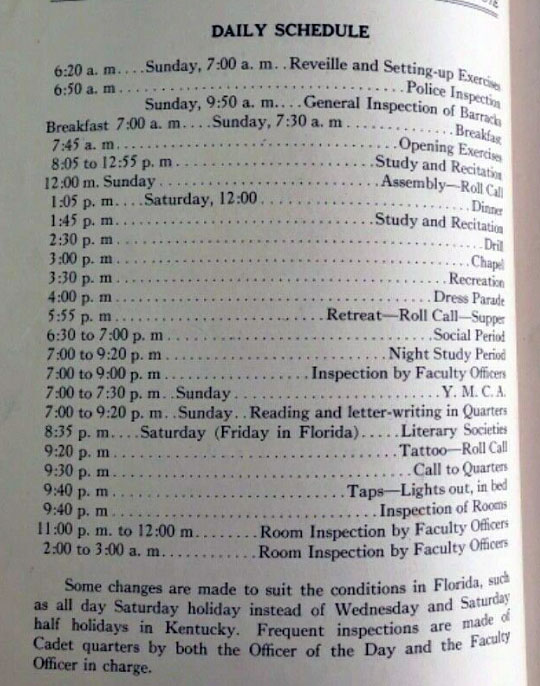 DAILY SCHEDULE
6:20 a. m....Sunday, 7:00 a. m..Reveille and Setting-up Exercises
6:50 a. m........................................Police Inspection
Sunday, 9:50 a. m....General Inspection of Barracks
Breakfast 7:00 a. m....Sunday, 7:30 a. m................Breakfast
7:45 a. m........................................Opening Exercises
8:05 to 12:55 p. m............................Study and Recitation
12:00 m. Sunday................................Assembly—Roll Call
1:05 p. m....Saturday, 12:00...............................Dinner
1:45 p. m....................................Study and Recitation
2:30 p. m....................................................Drill
3:00 p. m...................................................Chapel
3:30 p. m...............................................Recreation
4:00 p. m.............................................Dress Parade
5:55 p. m.............................Retreat—Roll Call—Supper
6:30 to 7:00 p. m.....................................Social Period
7:00 to 9:20 p. m................................Night Study Period
7:00 to 9:00 p. m.....................Inspection by Faculty Officers
7:00 to 7:30 p. m..Sunday..............................Y. M. C. A.
7:00 to 9:20 p. m..Sunday..Reading and letter-writing in Quarters
8:35 p. m....Saturday (Friday in Florida).....Literary Societies
9:20 p. m.........................................Tattoo—Roll Call
9:30 p. m..........................................Call to Quarters
9:40 p. m..................................Taps—Lights out, in bed
9:40 p. m......................................Inspection of Rooms
11:00 p. m. to 12:00 m.........Room Inspection by Faculty Officers
2:00 to 3:00 a. m..............Room Inspection by Faculty Officers
Some changes are made to suit the conditions in Florida, such
as all day Saturday holiday instead of Wednesday and Saturday
half holidays in Kentucky. Frequent inspections are made of
Cadet quarters by both the Officer of the Day and the Faculty
Officer in charge.